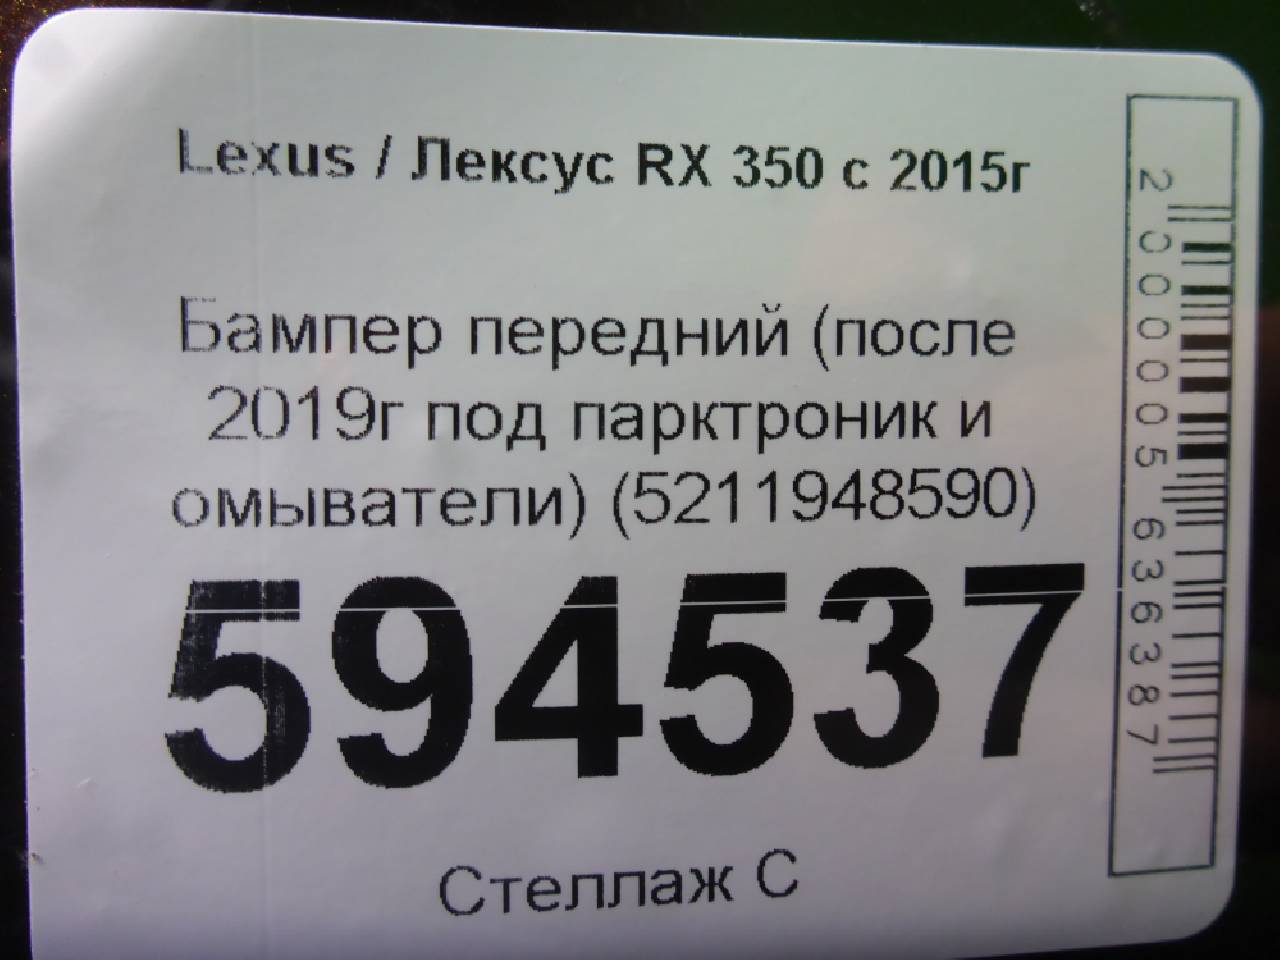 Lexus / Лексус RX 350 с 2015г
Бампер передний (после
2019г под парктроник и
омыватели) (5211948590)
594537
Стеллаж С
2000005636387